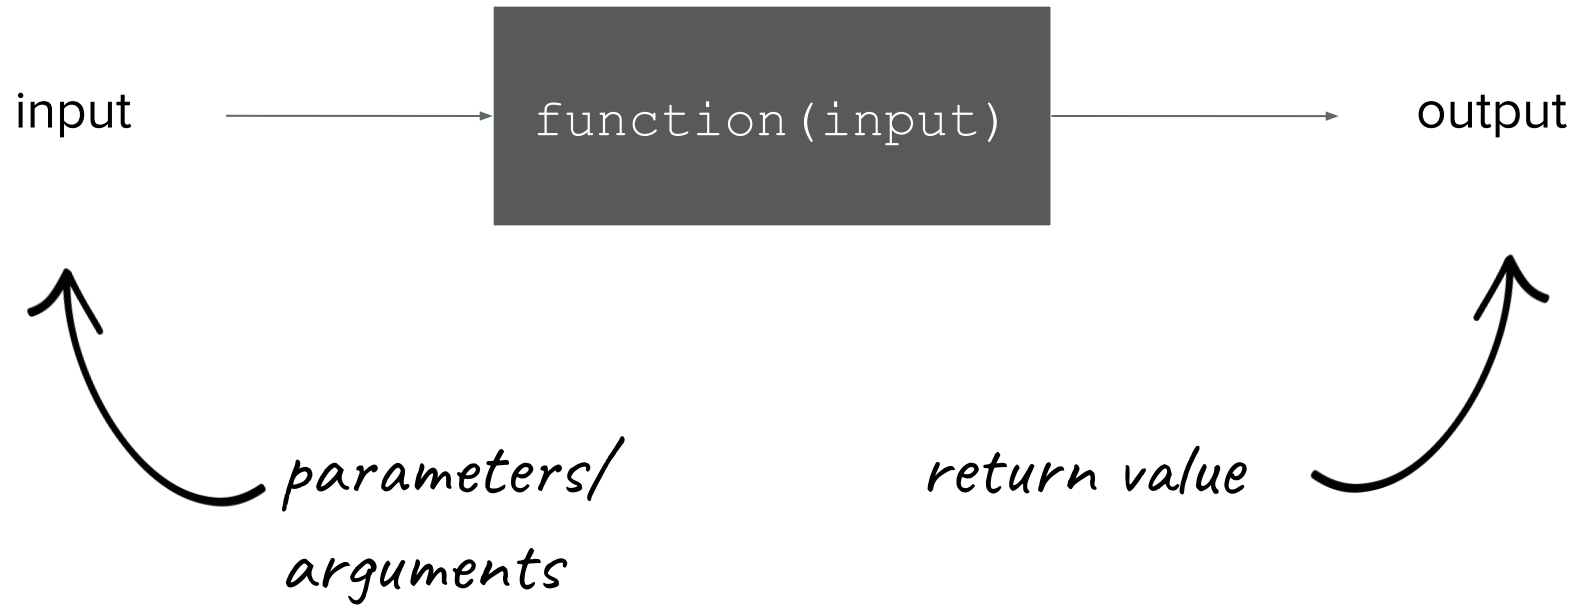 input
function(input)
output
parameters/
arguments
return value